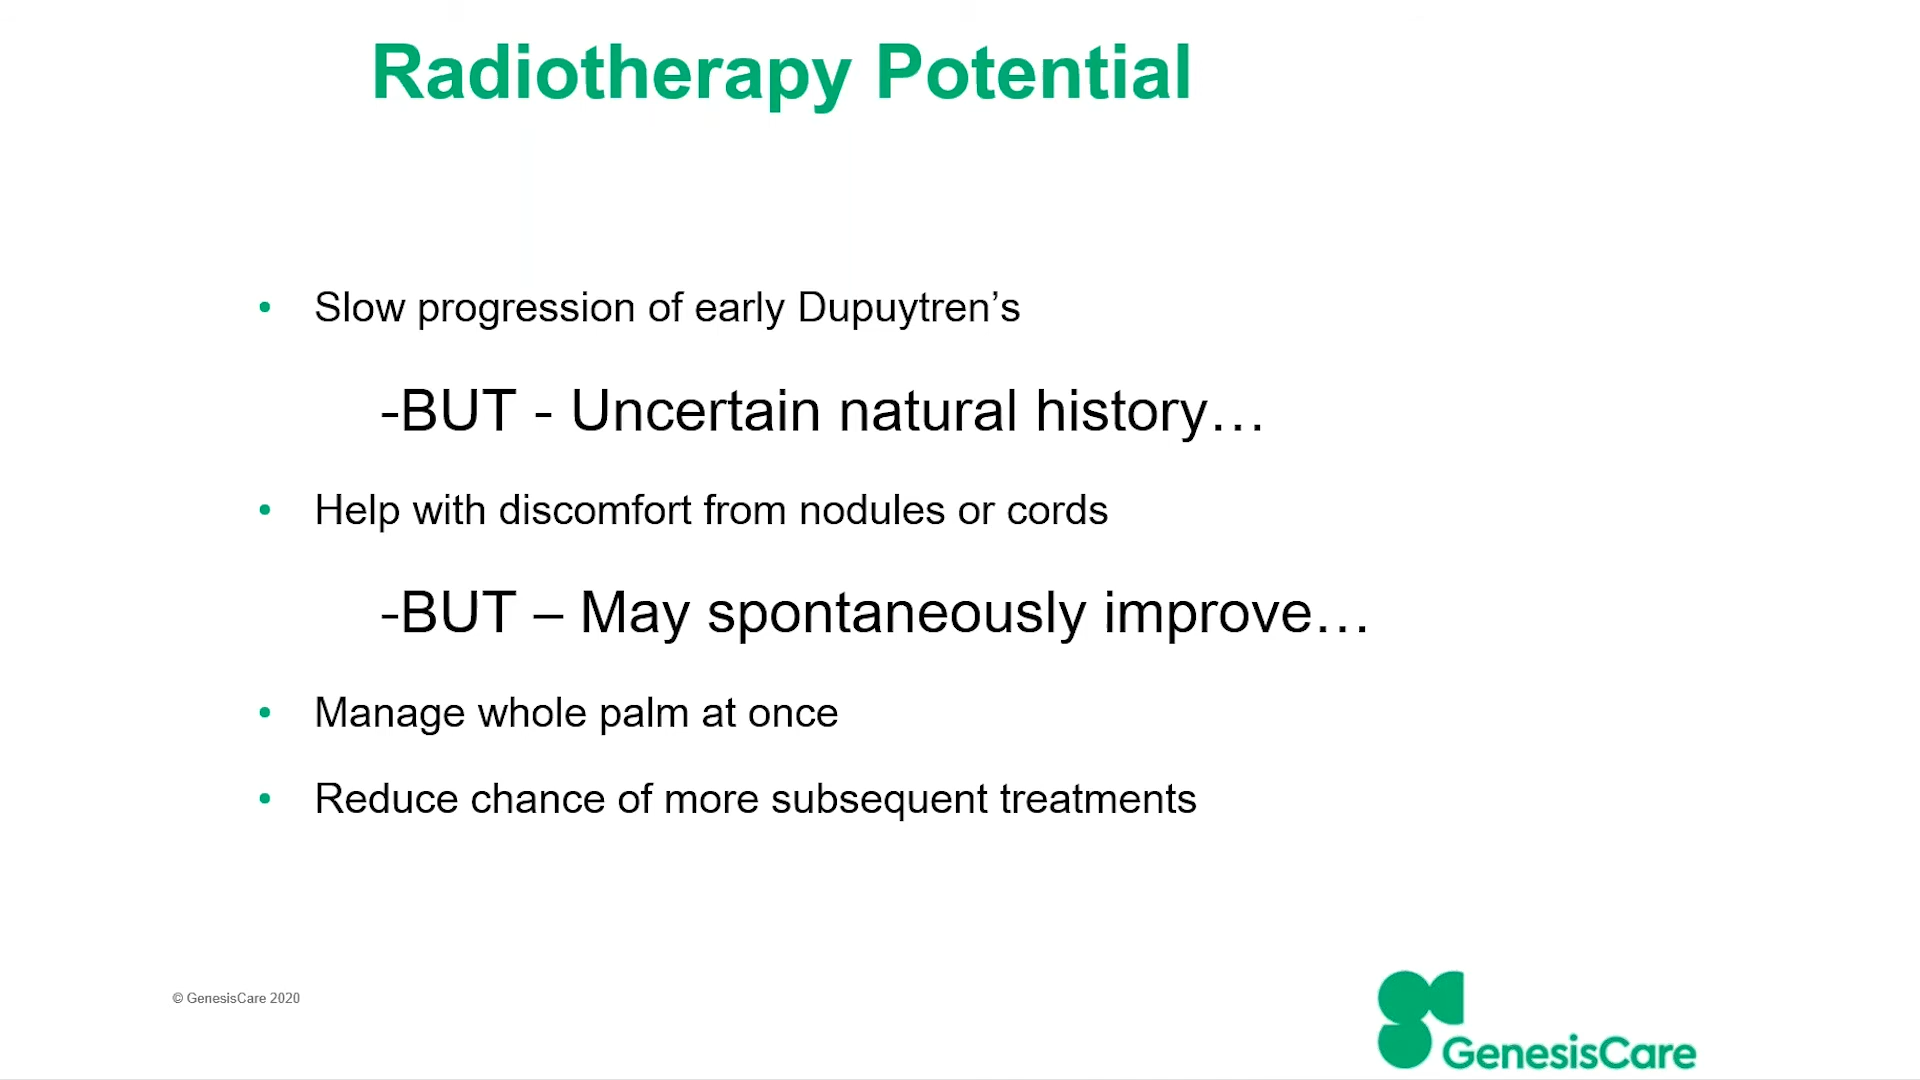 Radiotherapy Potential
• Slow progression of early Dupuytren’s
-BUT - Uncertain natural history…
• Help with discomfort from nodules or cords
-BUT – May spontaneously improve…
• Manage whole palm at once
• Reduce chance of more subsequent treatments
© GenesisCare 2020
GenesisCare